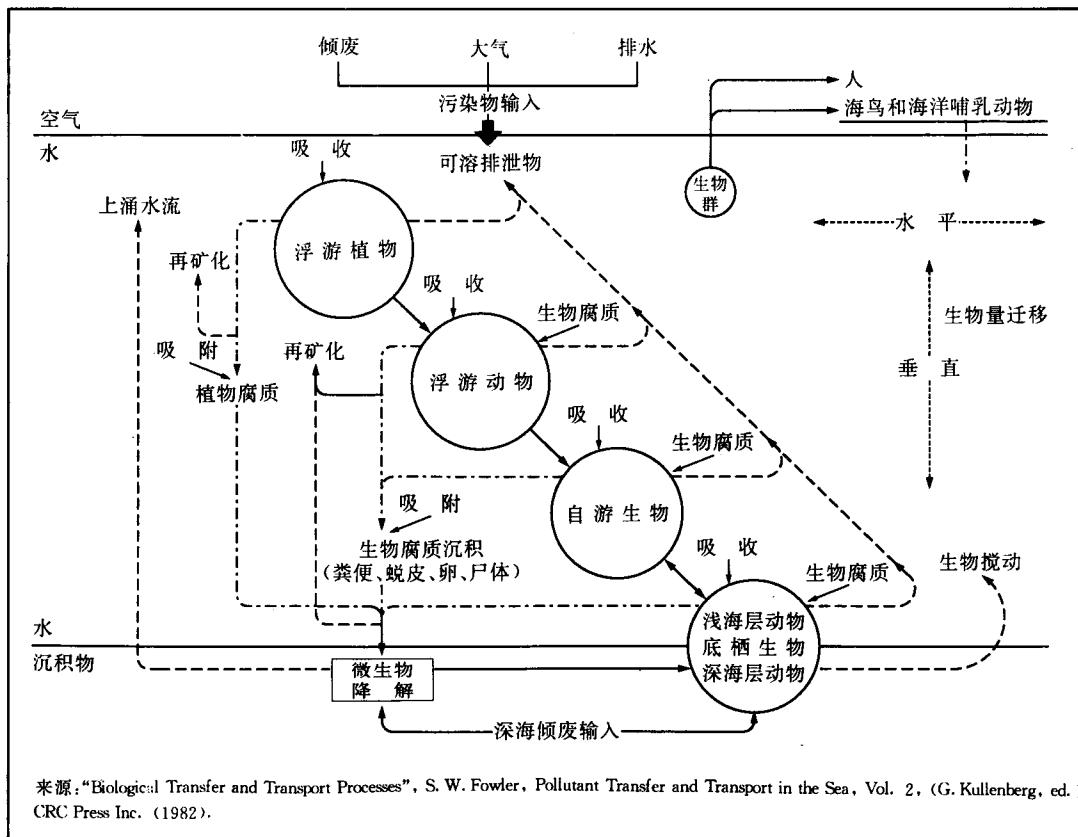 倾废
大气
排水
污染物输入
人
海鸟和海洋哺乳动物
空气
水
吸 收
可溶排泄物
生物
群
上涌水流
水 平
浮 游 植 物
再矿化
吸 收
生物腐质
生物量迁移
吸 附
再矿化
植物腐质
浮 游 动 物
垂 直
吸 收
生物腐质
吸 附
自 游 生 物
生物腐质沉积
(粪便、蜕皮、卵、尸体)
吸 收
生物腐质
生物搅动
浅海层动物
底 栖 生 物
深海层动物
水
沉积物
微生物
降 解
深海倾废输入
来源:“Biological Transfer and Transport Processes”, S. W. Fowler, Pollutant Transfer and Transport in the Sea, Vol. 2, (G. Kullenberg, ed.
CRC Press Inc. (1982).